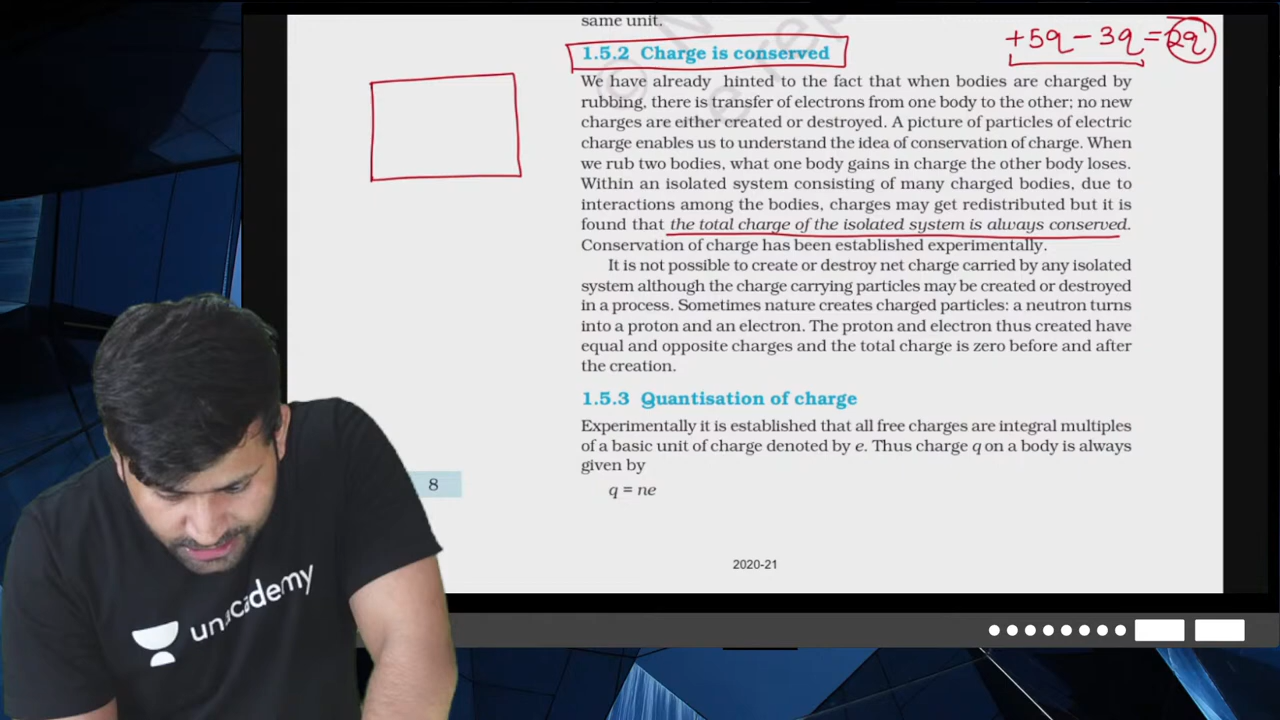 same unit.
+5q - 3q = 2q
1.5.2 Charge is conserved
We have already hinted to the fact that when bodies are charged by
rubbing, there is transfer of electrons from one body to the other; no new
charges are either created or destroyed. A picture of particles of electric
charge enables us to understand the idea of conservation of charge. When
we rub two bodies, what one body gains in charge the other body loses.
Within an isolated system consisting of many charged bodies, due to
interactions among the bodies, charges may get redistributed but it is
found that the total charge of the isolated system is always conserved.
Conservation of charge has been established experimentally.
It is not possible to create or destroy net charge carried by any isolated
system although the charge carrying particles may be created or destroyed
in a process. Sometimes nature creates charged particles: a neutron turns
into a proton and an electron. The proton and electron thus created have
equal and opposite charges and the total charge is zero before and after
the creation.
1.5.3 Quantisation of charge
Experimentally it is established that all free charges are integral multiples
of a basic unit of charge denoted by e. Thus charge q on a body is always
given by
q = ne
8
2020-21
unacademy